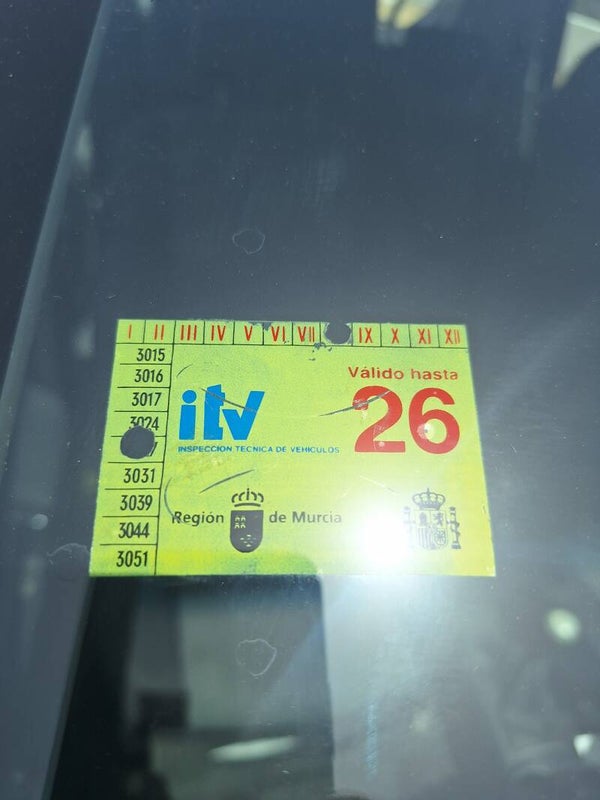 I II III IV V VI VII IX X XI XII
3015
3016
3017
3024
3031
3039
3044
3051
itv
INSPECCION TECNICA DE VEHICULOS
Válido hasta
26
Región de Murcia